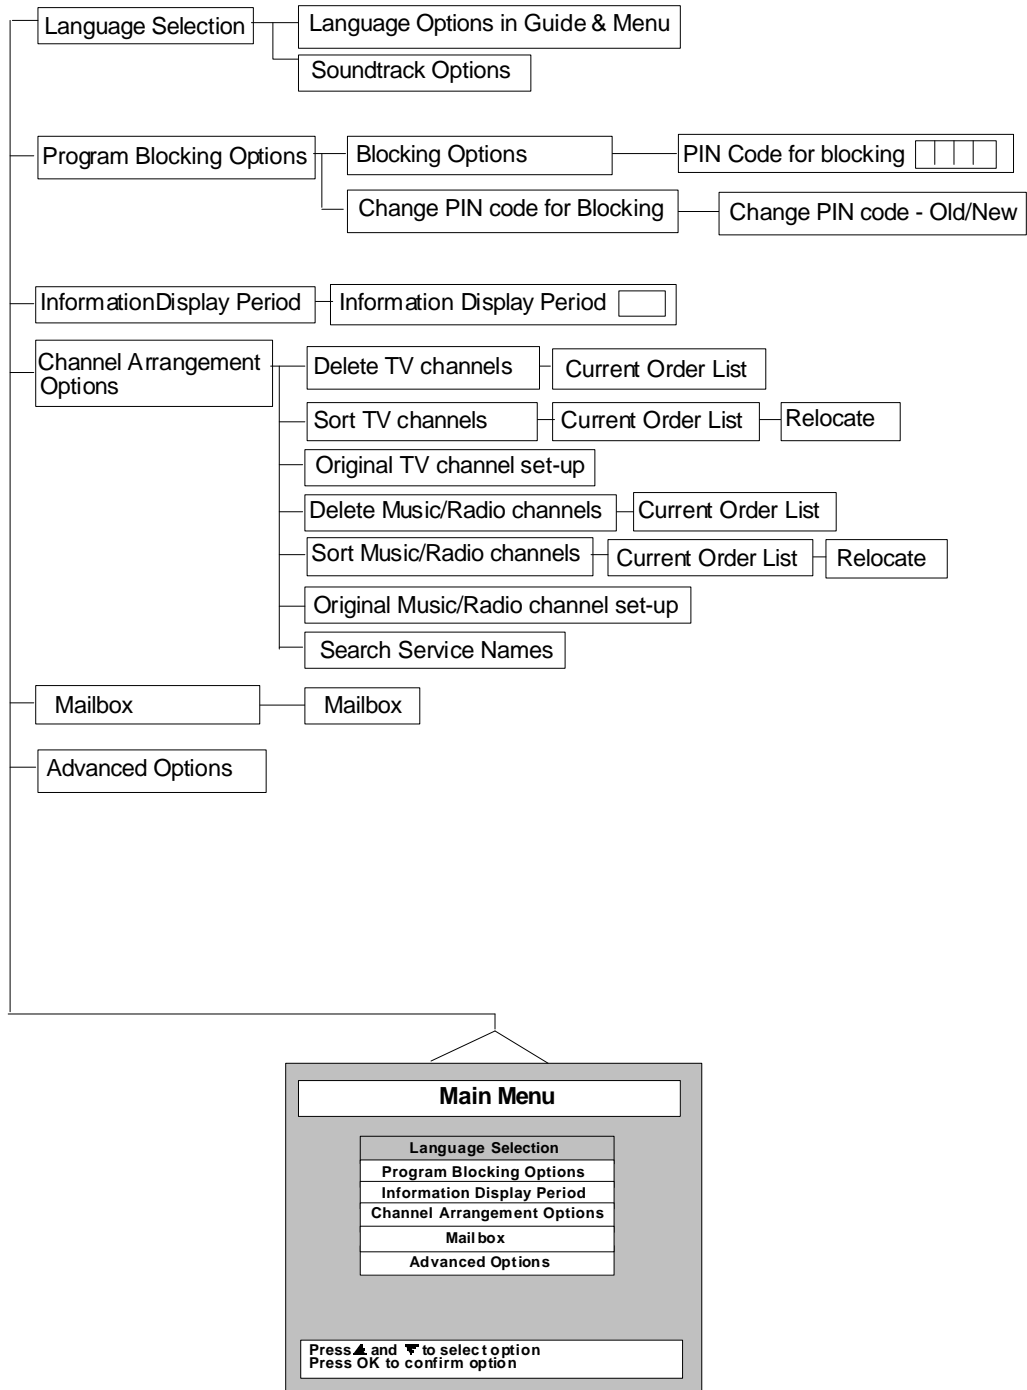 Language Selection
Language Options in Guide & Menu
Soundtrack Options
Program Blocking Options
Blocking Options
PIN Code for blocking
Change PIN code for Blocking
Change PIN code - Old/New
InformationDisplay Period
Information Display Period
Channel Arrangement
Options
Delete TV channels
Current Order List
Sort TV channels
Current Order List
Relocate
Original TV channel set-up
Delete Music/Radio channels
Current Order List
Sort Music/Radio channels
Current Order List
Relocate
Original Music/Radio channel set-up
Search Service Names
Mailbox
Mailbox
Advanced Options
Main Menu
Language Selection
Program Blocking Options
Information Display Period
Channel Arrangement Options
Mailbox
Advanced Options
Press ▲ and ▼ to select option
Press OK to confirm option